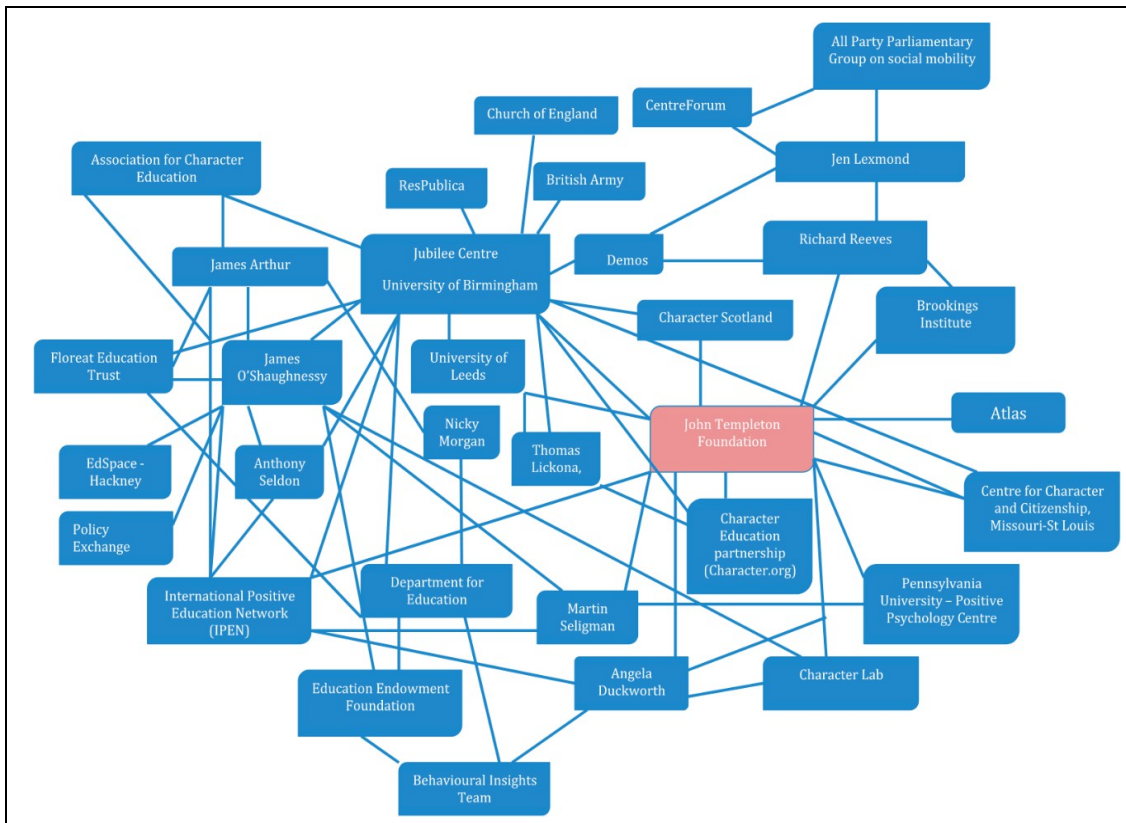 All Party Parliamentary
Group on social mobility
CentreForum
Church of England
Jen Lexmond
Association for Character
Education
ResPublica
British Army
Richard Reeves
Jubilee Centre
University of Birmingham
Demos
James Arthur
Character Scotland
Brookings
Institute
Floreat Education
Trust
James
O'Shaughnessy
University of
Leeds
Nicky
Morgan
John Templeton
Foundation
Atlas
EdSpace -
Hackney
Anthony
Seldon
Thomas
Lickona,
Centre for Character
and Citizenship,
Missouri-St Louis
Policy
Exchange
Character
Education
partnership
(Character.org)
International Positive
Education Network
(IPEN)
Department for
Education
Martin
Seligman
Pennsylvania
University – Positive
Psychology Centre
Education Endowment
Foundation
Angela
Duckworth
Character Lab
Behavioural Insights
Team